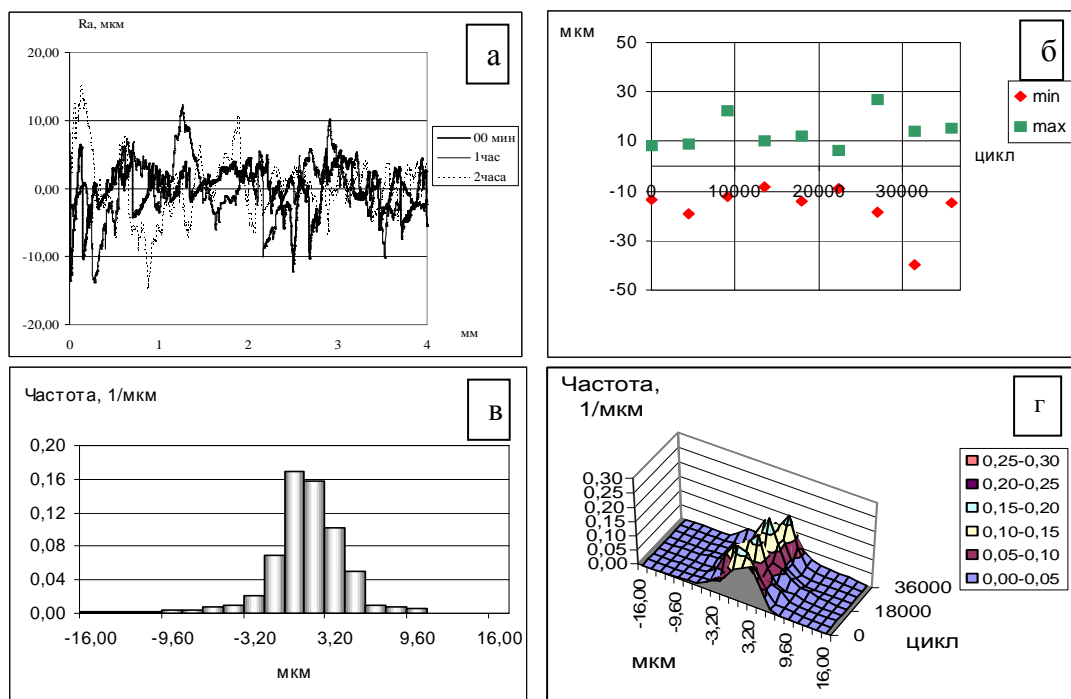 Ra, мкм
а
20,00
10,00
0,00
-10,00
-20,00
0 1 2 3 4
мм
00 мин
1час
2часа
мкм
б
50
30
10
-10
-30
-50
0 10000 20000 30000
цикл
min
max
Частота, 1/мкм
в
0,20
0,16
0,12
0,08
0,04
0,00
-16,00 -9,60 -3,20 3,20 9,60 16,00
мкм
Частота,
1/мкм
г
0,30
0,25
0,20
0,15
0,10
0,05
0,00
-16,00 -9,60 -3,20 3,20 9,60 16,00
мкм
36000
18000
0
цикл
0,25-0,30
0,20-0,25
0,15-0,20
0,10-0,15
0,05-0,10
0,00-0,05